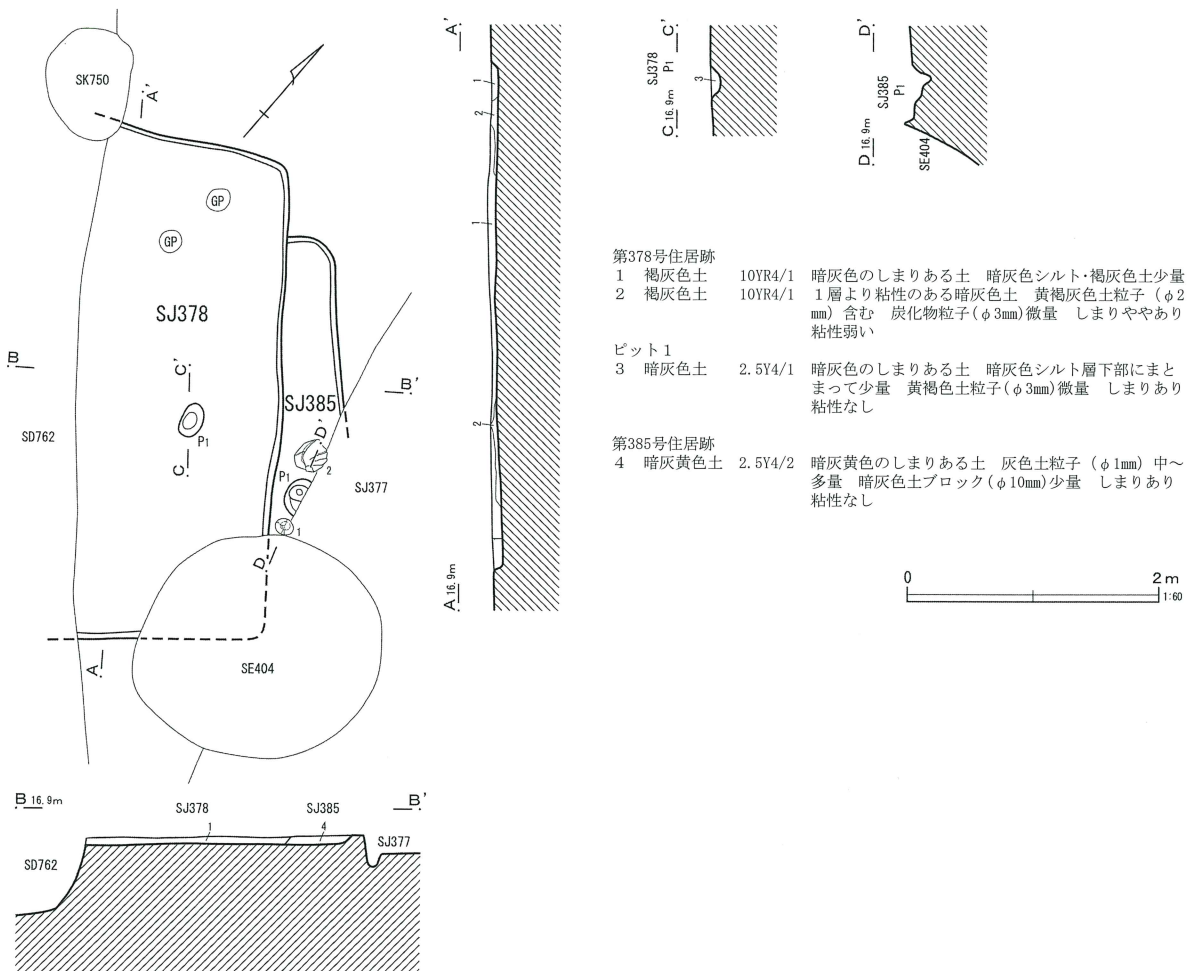 SK750
A'
GP
GP
SJ378
B
C'
B'
SJ385
D'
SD762
P1
2
C
P1
SJ377
1
D
SE404
A
A'
1
2
1
2
A 16.9m
C'
SJ378
P1
3
C 16.9m
D'
SJ385
P1
D 16.9m
SE404
第378号住居跡
1 褐灰色土 10YR4/1 暗灰色のしまりある土 暗灰色シルト・褐灰色土少量
2 褐灰色土 10YR4/1 1層より粘性のある暗灰色土 黄褐灰色土粒子(φ2
mm)含む 炭化物粒子(φ3mm)微量 しまりややあり
粘性弱い
ピット1
3 暗灰色土 2.5Y4/1 暗灰色のしまりある土 暗灰色シルト層下部にまと
まって少量 黄褐色土粒子(φ3mm)微量 しまりあり
粘性なし
第385号住居跡
4 暗灰黄色土 2.5Y4/2 暗灰黄色のしまりある土 灰色土粒子(φ1mm)中~
多量 暗灰色土ブロック(φ10mm)少量 しまりあり
粘性なし
0 2m
1:60
B 16.9m
SJ378
SJ385
B'
1
4
SJ377
SD762